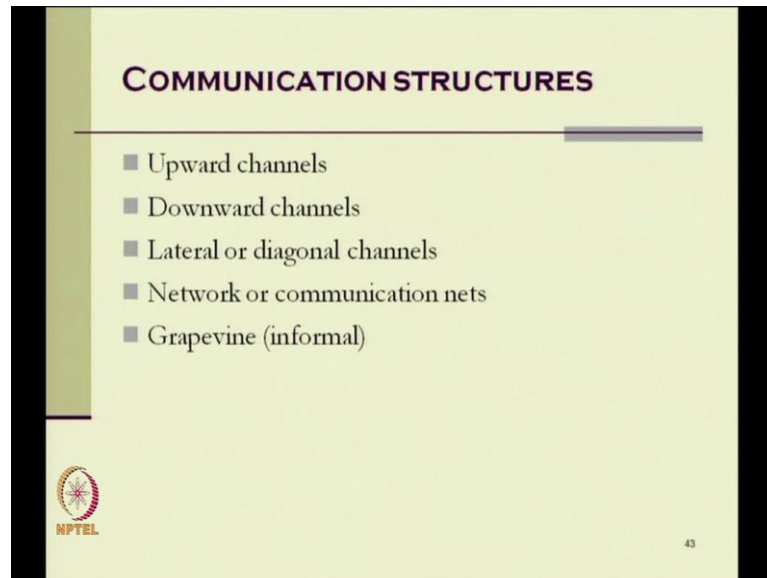 COMMUNICATION STRUCTURES
Upward channels
Downward channels
Lateral or diagonal channels
Network or communication nets
Grapevine (informal)
NPTEL
43